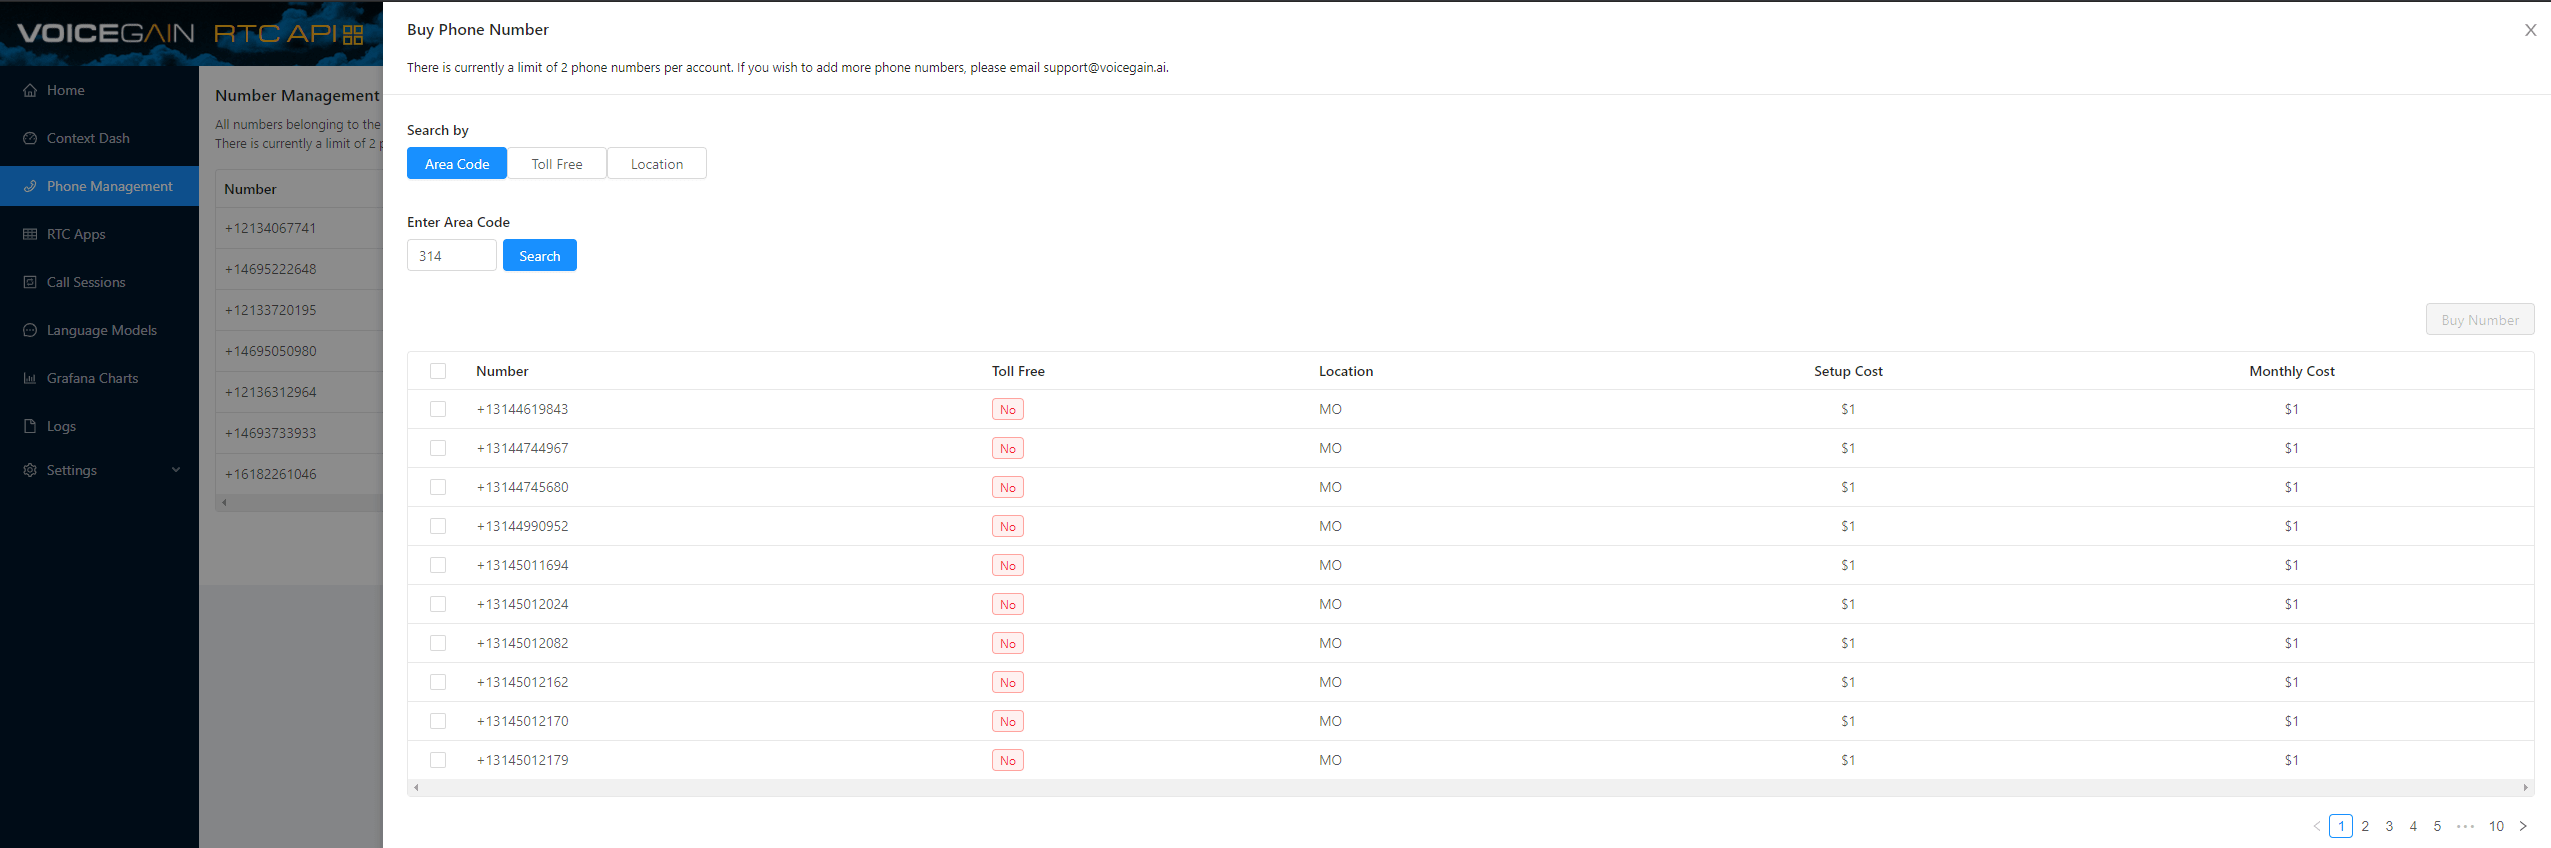 VOICEGAIN RTC API
Home
Context Dash
Phone Management
RTC Apps
Call Sessions
Language Models
Grafana Charts
Logs
Settings
Number Management
All numbers belonging to the
There is currently a limit of 2
Number
+12134067741
+14695222648
+12133720195
+14695050980
+12136312964
+14693733933
+16182261046
Buy Phone Number
X
There is currently a limit of 2 phone numbers per account. If you wish to add more phone numbers, please email support@voicegain.ai.
Search by
Area Code Toll Free Location
Enter Area Code
314 Search
Buy Number
Number Toll Free Location Setup Cost Monthly Cost
+13144619843 No MO $1 $1
+13144744967 No MO $1 $1
+13144745680 No MO $1 $1
+13144990952 No MO $1 $1
+13145011694 No MO $1 $1
+13145012024 No MO $1 $1
+13145012082 No MO $1 $1
+13145012162 No MO $1 $1
+13145012170 No MO $1 $1
+13145012179 No MO $1 $1
< 1 2 3 4 5 ••• 10 >